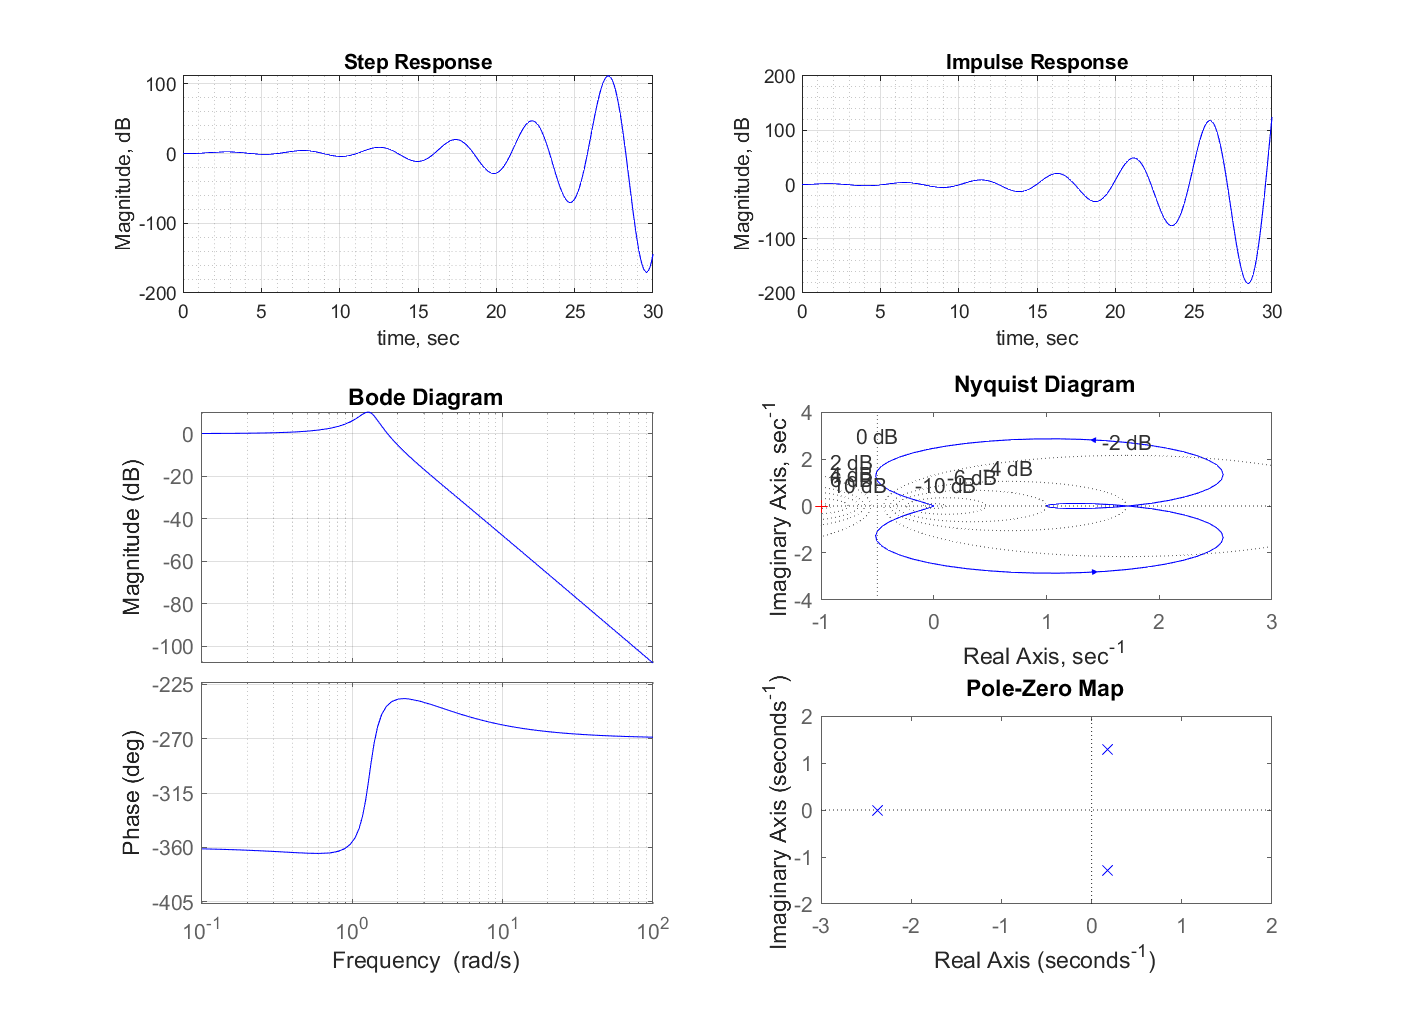 Step Response
Magnitude, dB
100
0
-100
-200
0 5 10 15 20 25 30
time, sec
Impulse Response
Magnitude, dB
200
100
0
-100
-200
0 5 10 15 20 25 30
time, sec
Bode Diagram
Magnitude (dB)
0
-20
-40
-60
-80
-100
Phase (deg)
-225
-270
-315
-360
-405
10-1 100 101 102
Frequency (rad/s)
Nyquist Diagram
Imaginary Axis, sec-1
4
2
0
-2
-4
0 dB
-2 dB
2 dB
-4 dB
-6 dB
10 dB
-10 dB
-1 0 1 2 3
Real Axis, sec-1
Pole-Zero Map
Imaginary Axis (seconds-1)
2
1
0
-1
-2
-3 -2 -1 0 1 2
Real Axis (seconds-1)